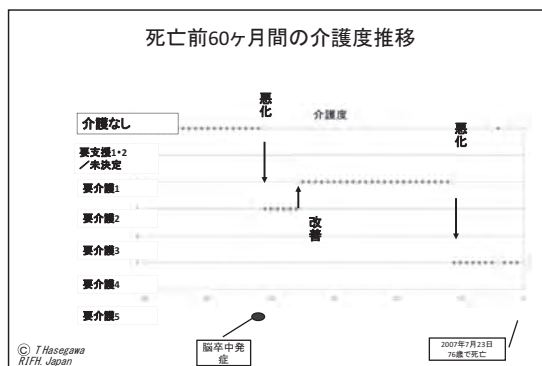 死亡前60ヶ月間の介護度推移
悪化
介護度
悪化
介護なし
要支援1・2
／未決定
要介護1
要介護2
改善
要介護3
要介護4
要介護5
脳卒中発
症
2007年7月23日
76歳で死亡
© T Hasegawa
RIFH, Japan